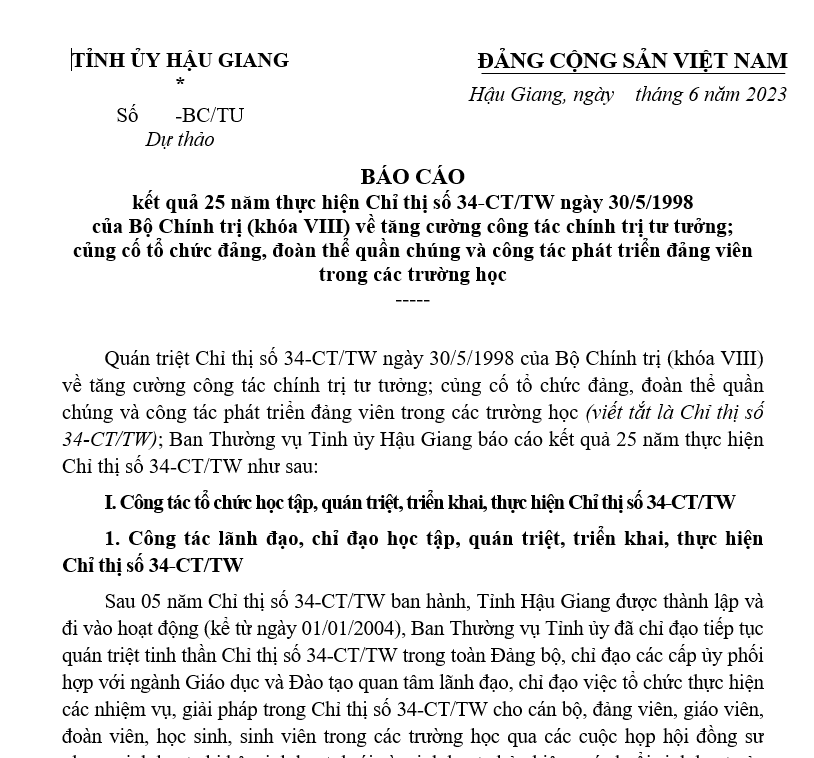 TỈNH ỦY HẬU GIANG
*
Số -BC/TU
Dự thảo
ĐẢNG CỘNG SẢN VIỆT NAM
Hậu Giang, ngày tháng 6 năm 2023
BÁO CÁO
kết quả 25 năm thực hiện Chỉ thị số 34-CT/TW ngày 30/5/1998
của Bộ Chính trị (khóa VIII) về tăng cường công tác chính trị tư tưởng;
củng cố tổ chức đảng, đoàn thể quần chúng và công tác phát triển đảng viên
trong các trường học
-----
Quán triệt Chỉ thị số 34-CT/TW ngày 30/5/1998 của Bộ Chính trị (khóa VIII)
về tăng cường công tác chính trị tư tưởng; củng cố tổ chức đảng, đoàn thể quần
chúng và công tác phát triển đảng viên trong các trường học (viết tắt là Chỉ thị số
34-CT/TW); Ban Thường vụ Tỉnh ủy Hậu Giang báo cáo kết quả 25 năm thực hiện
Chỉ thị số 34-CT/TW như sau:
I. Công tác tổ chức học tập, quán triệt, triển khai, thực hiện Chỉ thị số 34-CT/TW
1. Công tác lãnh đạo, chỉ đạo học tập, quán triệt, triển khai, thực hiện
Chỉ thị số 34-CT/TW
Sau 05 năm Chỉ thị số 34-CT/TW ban hành, Tỉnh Hậu Giang được thành lập và
đi vào hoạt động (kể từ ngày 01/01/2004), Ban Thường vụ Tỉnh ủy đã chỉ đạo tiếp tục
quán triệt tinh thần Chỉ thị số 34-CT/TW trong toàn Đảng bộ, chỉ đạo các cấp ủy phối
hợp với ngành Giáo dục và Đào tạo quan tâm lãnh đạo, chỉ đạo việc tổ chức thực hiện
các nhiệm vụ, giải pháp trong Chỉ thị số 34-CT/TW cho cán bộ, đảng viên, giáo viên,
đoàn viên, học sinh, sinh viên trong các trường học qua các cuộc họp hội đồng sư